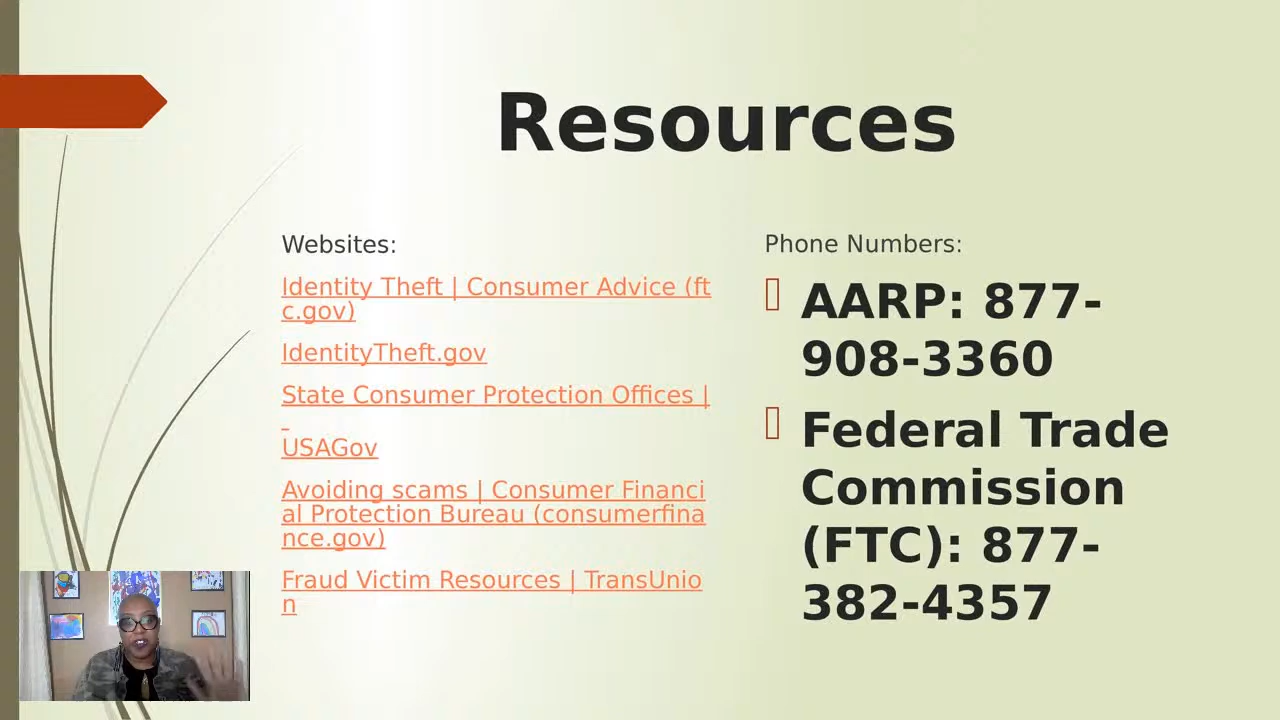 Resources
Websites:
Identity Theft | Consumer Advice (ft
c.gov)
IdentityTheft.gov
State Consumer Protection Offices |
USAGov
Avoiding scams | Consumer Financi
al Protection Bureau (consumerfina
nce.gov)
Fraud Victim Resources | TransUnio
n
Phone Numbers:
AARP: 877-
908-3360
Federal Trade
Commission
(FTC): 877-
382-4357